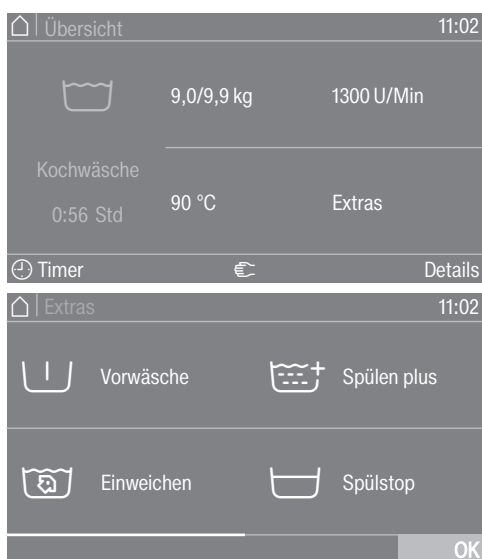 Übersicht 11:02
9,0/9,9 kg 1300 U/Min
Kochwäsche
0:56 Std
90 °C Extras
Timer Details
Extras 11:02
Vorwäsche Spülen plus
Einweichen Spülstop
OK